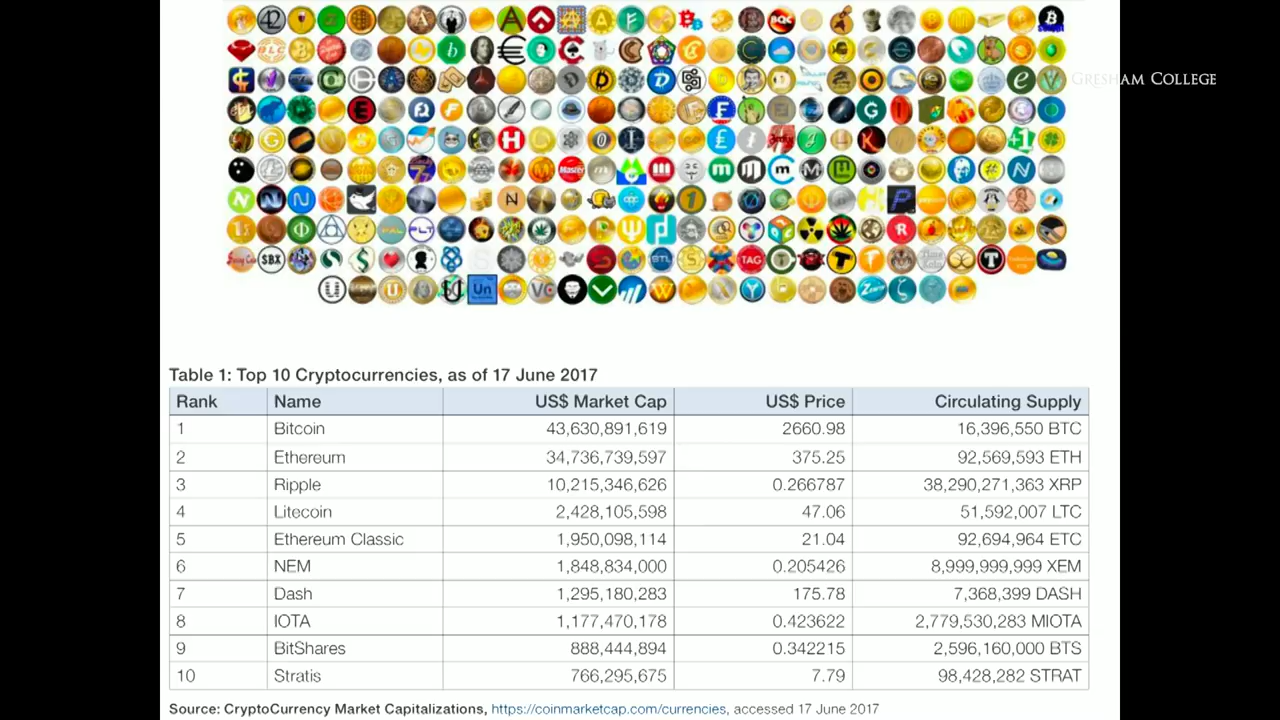 GRESHAM COLLEGE
Table 1: Top 10 Cryptocurrencies, as of 17 June 2017
Rank Name US$ Market Cap US$ Price Circulating Supply
1 Bitcoin 43,630,891,619 2660.98 16,396,550 BTC
2 Ethereum 34,736,739,597 375.25 92,569,593 ETH
3 Ripple 10,215,346,626 0.266787 38,290,271,363 XRP
4 Litecoin 2,428,105,598 47.06 51,592,007 LTC
5 Ethereum Classic 1,950,098,114 21.04 92,694,964 ETC
6 NEM 1,848,834,000 0.205426 8,999,999,999 XEM
7 Dash 1,295,180,283 175.78 7,368,399 DASH
8 IOTA 1,177,470,178 0.423622 2,779,530,283 MIOTA
9 BitShares 888,444,894 0.342215 2,596,160,000 BTS
10 Stratis 766,295,675 7.79 98,428,282 STRAT
Source: CryptoCurrency Market Capitalizations, https://coinmarketcap.com/currencies, accessed 17 June 2017